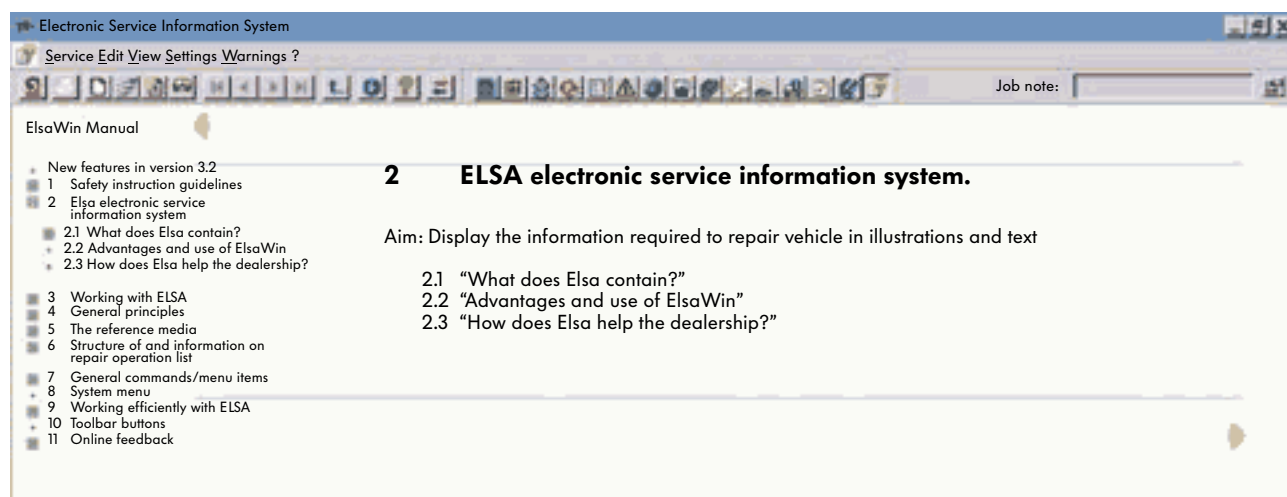 Electronic Service Information System
Service Edit View Settings Warnings ?
Job note:
ElsaWin Manual
New features in version 3.2
1 Safety instruction guidelines
2 Elsa electronic service
information system
2.1 What does Elsa contain?
2.2 Advantages and use of ElsaWin
2.3 How does Elsa help the dealership?
3 Working with ELSA
4 General principles
5 The reference media
6 Structure of and information on
repair operation list
7 General commands/menu items
8 System menu
9 Working efficiently with ELSA
10 Toolbar buttons
11 Online feedback
2 ELSA electronic service information system.
Aim: Display the information required to repair vehicle in illustrations and text
2.1 “What does Elsa contain?”
2.2 “Advantages and use of ElsaWin”
2.3 “How does Elsa help the dealership?”